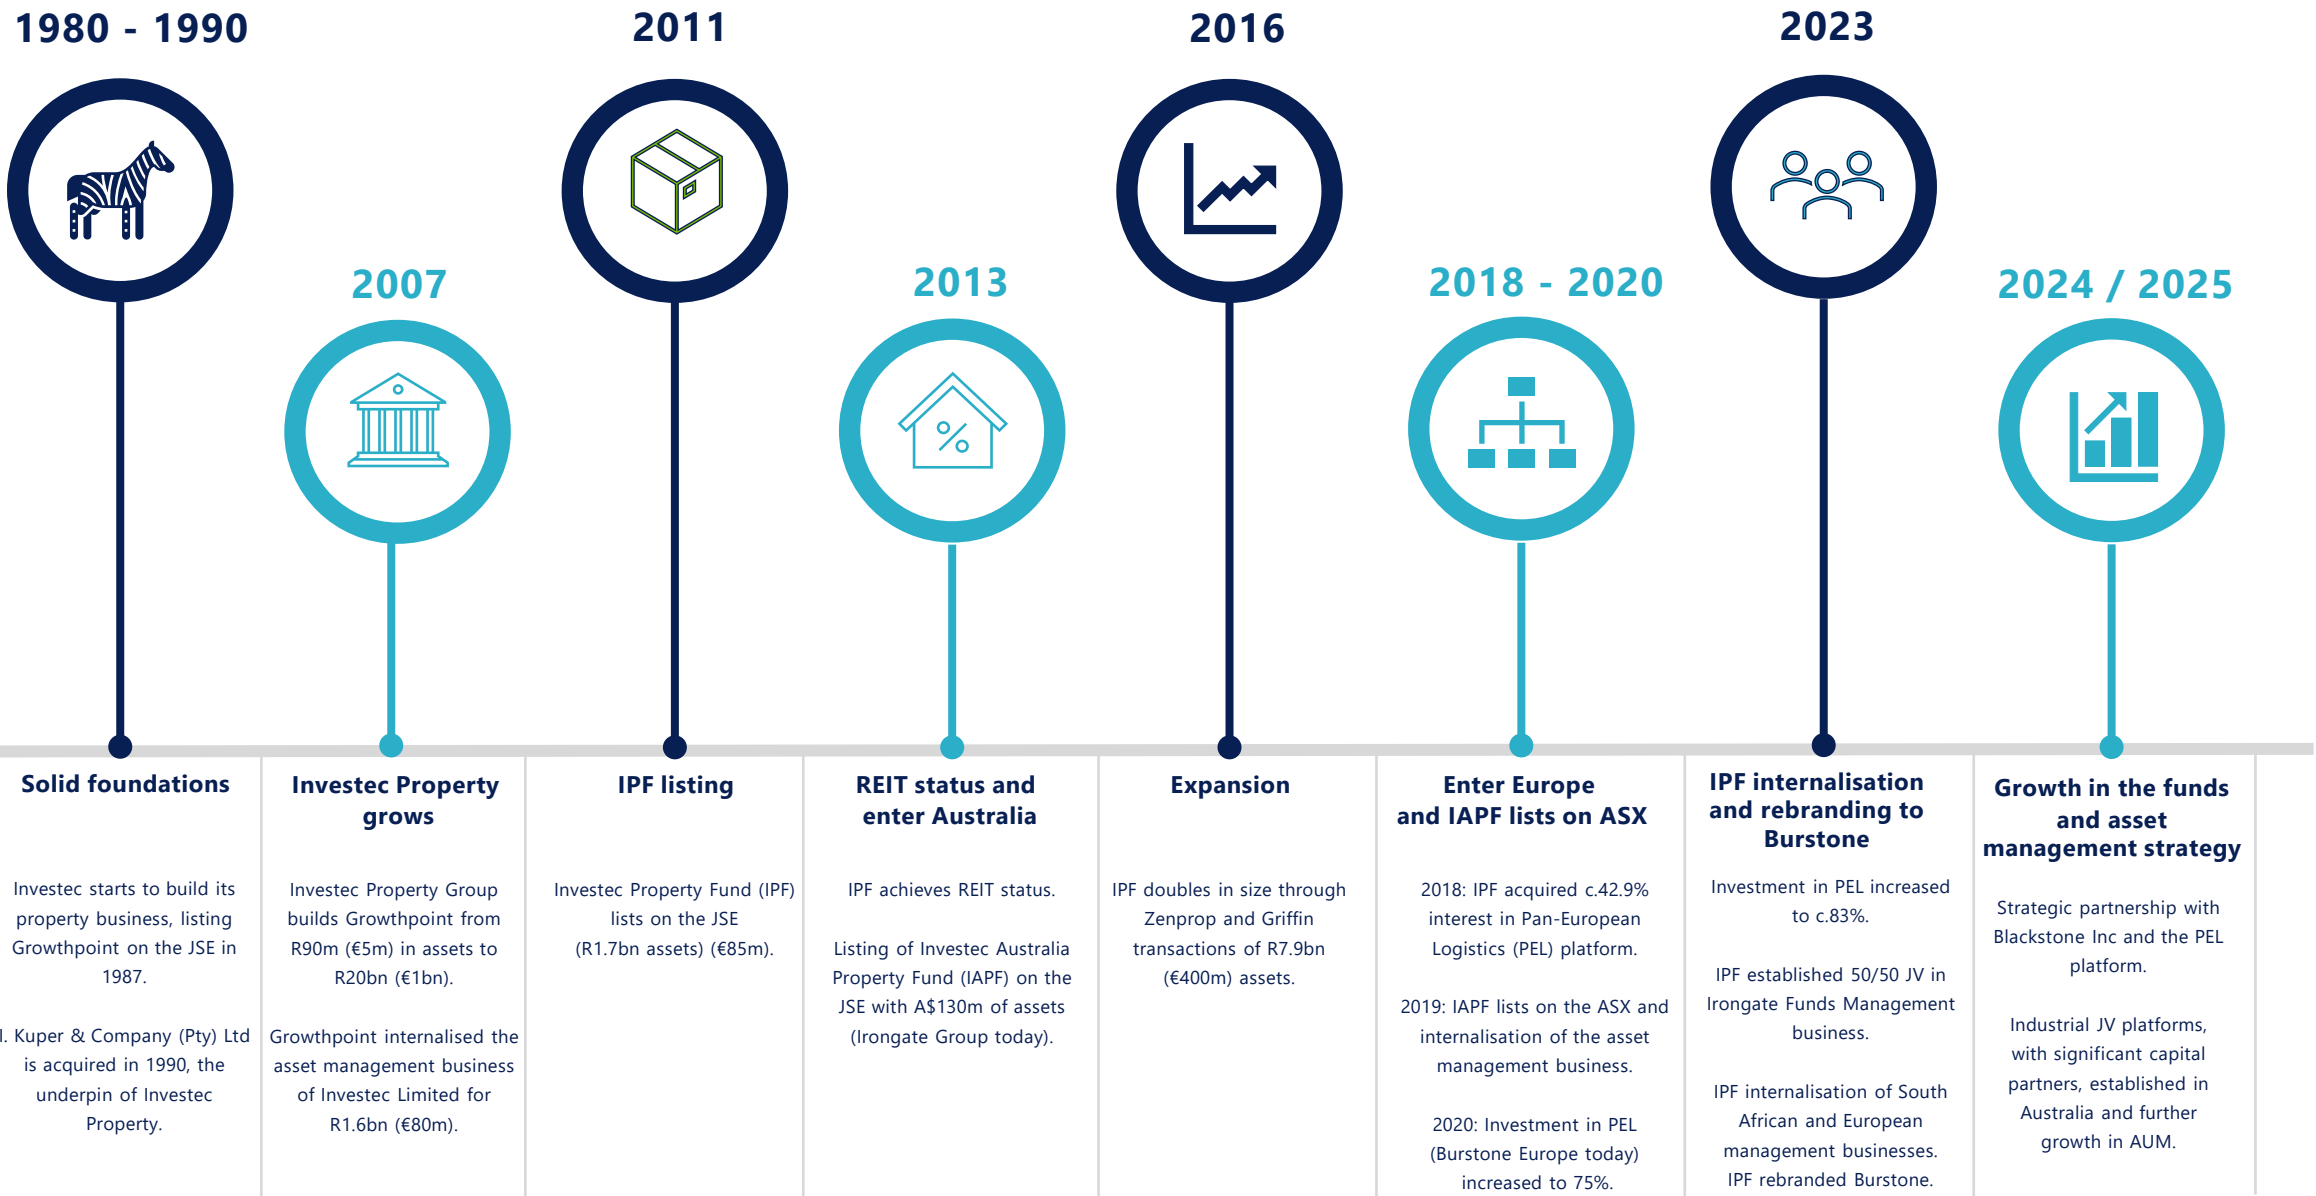 1980 - 1990
Solid foundations
Investec starts to build its
property business, listing
Growthpoint on the JSE in
1987.
I. Kuper & Company (Pty) Ltd
is acquired in 1990, the
underpin of Investec
Property.
2007
Investec Property
grows
Investec Property Group
builds Growthpoint from
R90m (€5m) in assets to
R20bn (€1bn).
Growthpoint internalised the
asset management business
of Investec Limited for
R1.6bn (€80m).
2011
IPF listing
Investec Property Fund (IPF)
lists on the JSE
(R1.7bn assets) (€85m).
2013
REIT status and
enter Australia
IPF achieves REIT status.
Listing of Investec Australia
Property Fund (IAPF) on the
JSE with A$130m of assets
(Irongate Group today).
2016
Expansion
IPF doubles in size through
Zenprop and Griffin
transactions of R7.9bn
(€400m) assets.
2018 - 2020
Enter Europe
and IAPF lists on ASX
2018: IPF acquired c.42.9%
interest in Pan-European
Logistics (PEL) platform.
2019: IAPF lists on the ASX and
internalisation of the asset
management business.
2020: Investment in PEL
(Burstone Europe today)
increased to 75%.
2023
IPF internalisation
and rebranding to
Burstone
Investment in PEL increased
to c.83%.
IPF established 50/50 JV in
Irongate Funds Management
business.
IPF internalisation of South
African and European
management businesses.
IPF rebranded Burstone.
2024 / 2025
Growth in the funds
and asset
management strategy
Strategic partnership with
Blackstone Inc and the PEL
platform.
Industrial JV platforms,
with significant capital
partners, established in
Australia and further
growth in AUM.